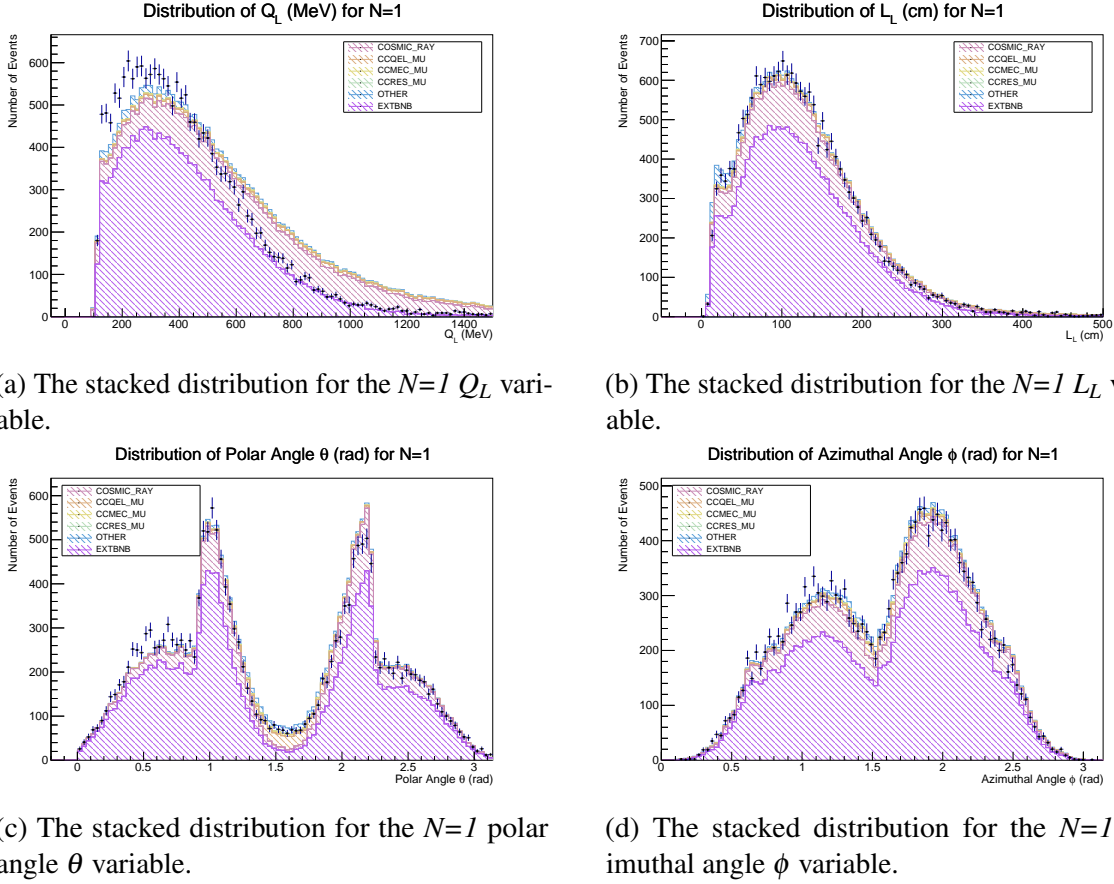 Distribution of Q_L (MeV) for N=1
Number of Events
600
500
400
300
200
100
0
COSMIC_RAY
CCQEL_MU
CCMEC_MU
CCRES_MU
OTHER
EXTBNB
0 200 400 600 800 1000 1200 1400
Q_L (MeV)
Distribution of L_L (cm) for N=1
Number of Events
700
600
500
400
300
200
100
0
COSMIC_RAY
CCQEL_MU
CCMEC_MU
CCRES_MU
OTHER
EXTBNB
0 100 200 300 400 500
L_L (cm)
(a) The stacked distribution for the N=1 Q_L vari-
able.
(b) The stacked distribution for the N=1 L_L v
able.
Distribution of Polar Angle θ (rad) for N=1
Number of Events
600
500
400
300
200
100
0
COSMIC_RAY
CCQEL_MU
CCMEC_MU
CCRES_MU
OTHER
EXTBNB
0 0.5 1 1.5 2 2.5 3
Polar Angle θ (rad)
Distribution of Azimuthal Angle ϕ (rad) for N=1
Number of Events
500
400
300
200
100
0
COSMIC_RAY
CCQEL_MU
CCMEC_MU
CCRES_MU
OTHER
EXTBNB
0 0.5 1 1.5 2 2.5 3
Azimuthal Angle ϕ (rad)
(c) The stacked distribution for the N=1 polar
angle θ variable.
(d) The stacked distribution for the N=1
imuthal angle ϕ variable.